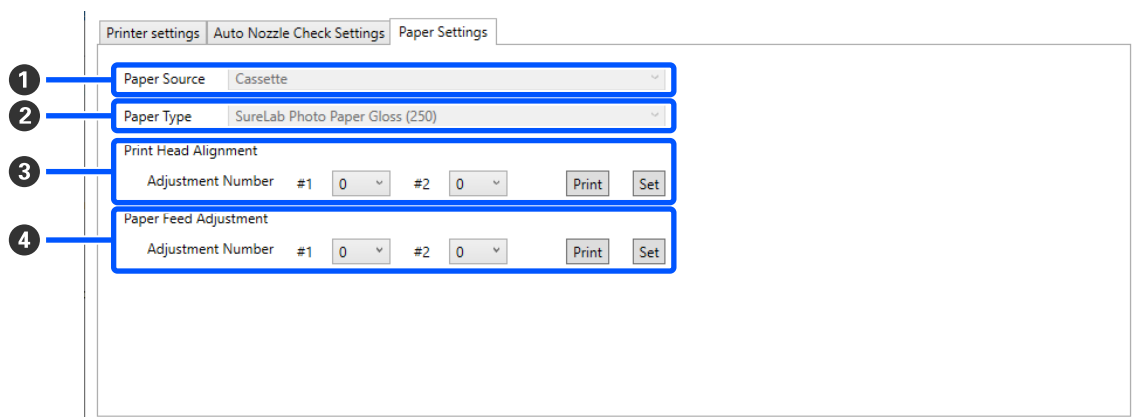 Printer settings Auto Nozzle Check Settings Paper Settings
1 Paper Source Cassette
2 Paper Type SureLab Photo Paper Gloss (250)
Print Head Alignment
3 Adjustment Number #1 0 #2 0 Print Set
Paper Feed Adjustment
4 Adjustment Number #1 0 #2 0 Print Set